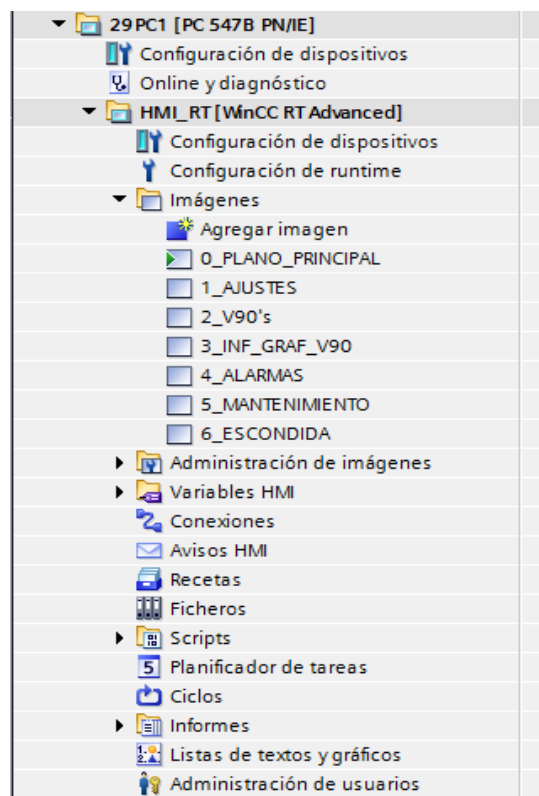 29 PC1 [PC 547B PN/IE]
Configuración de dispositivos
Online y diagnóstico
HMI_RT [WinCC RT Advanced]
Configuración de dispositivos
Configuración de runtime
Imágenes
Agregar imagen
0_PLANO_PRINCIPAL
1_AJUSTES
2_V90's
3_INF_GRAF_V90
4_ALARMAS
5_MANTENIMIENTO
6_ESCONDIDA
Administración de imágenes
Variables HMI
Conexiones
Avisos HMI
Recetas
Ficheros
Scripts
Planificador de tareas
Ciclos
Informes
Listas de textos y gráficos
Administración de usuarios